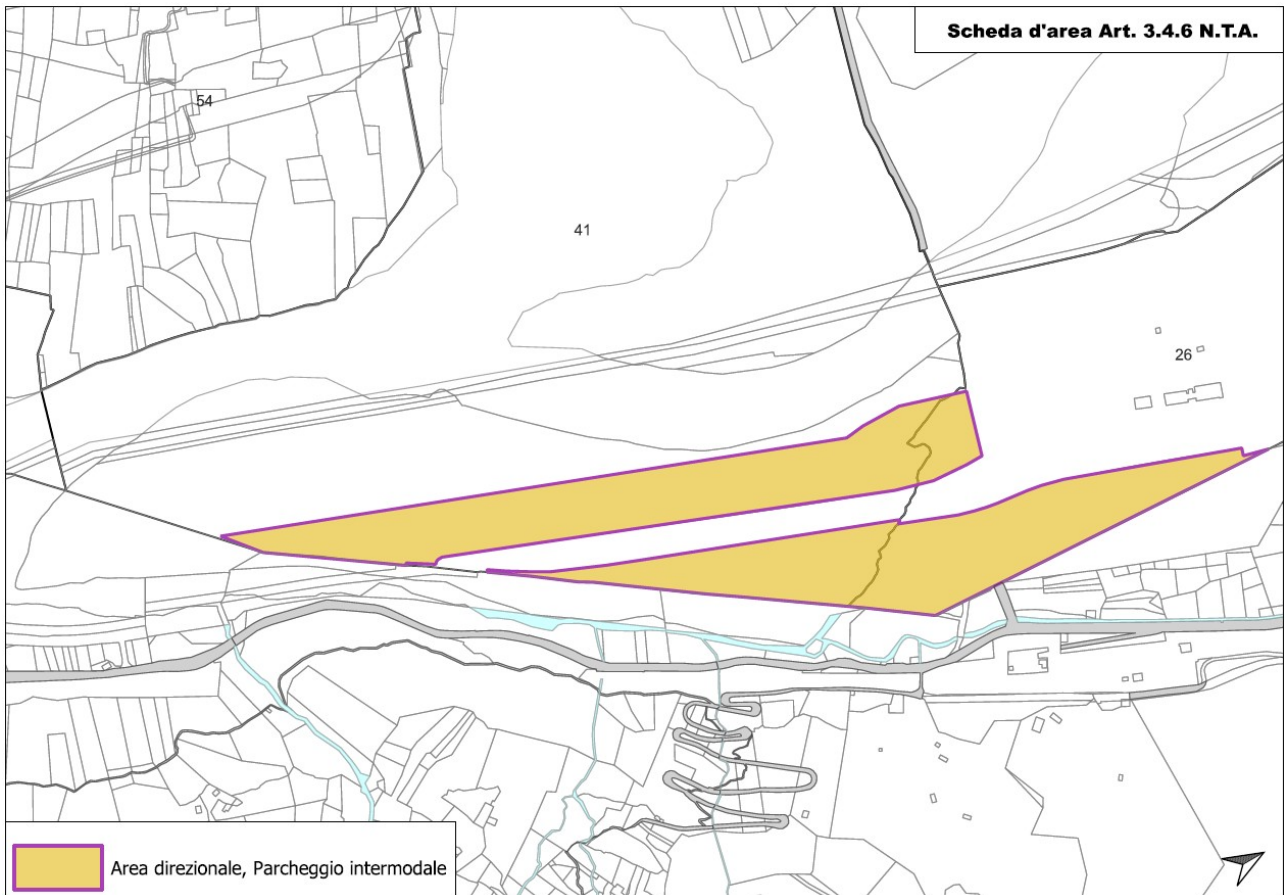 Scheda d'area Art. 3.4.6 N.T.A.
54
41
26
Area direzionale, Parcheggio intermodale